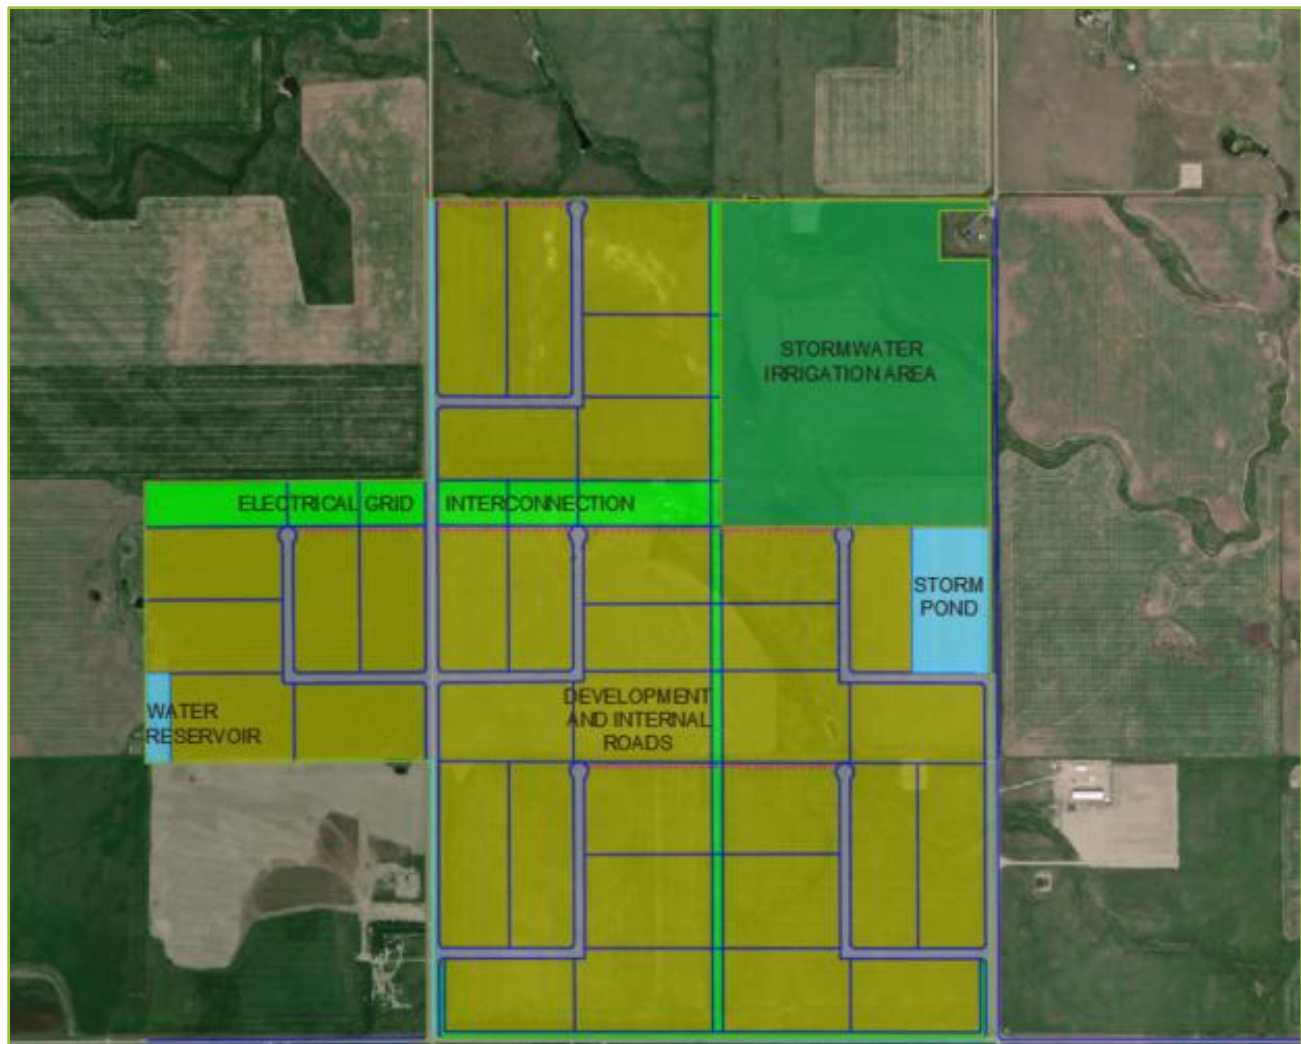 STORMWATER
IRRIGATION AREA
ELECTRICAL GRID INTERCONNECTION
STORM
POND
DEVELOPMENT
AND INTERNAL
ROADS
WATER
RESERVOIR